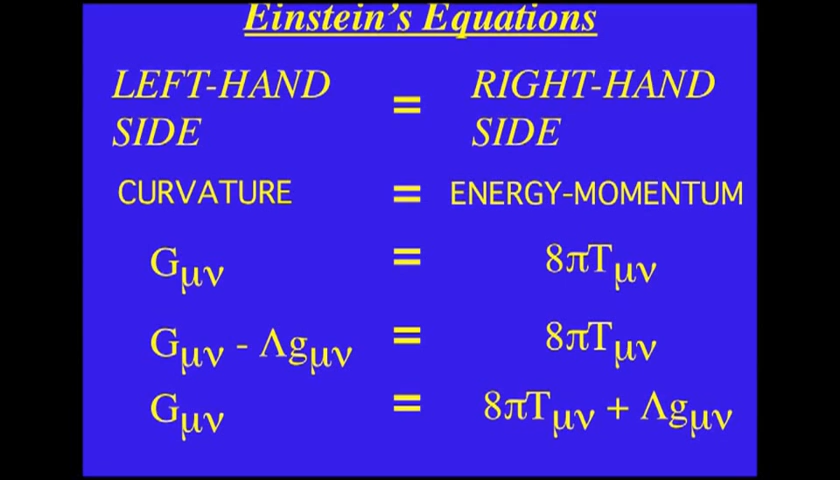 Einstein's Equations
LEFT-HAND = RIGHT-HAND
SIDE SIDE
CURVATURE = ENERGY-MOMENTUM
Gμν = 8πTμν
Gμν - Λgμν = 8πTμν
Gμν = 8πTμν + Λgμν